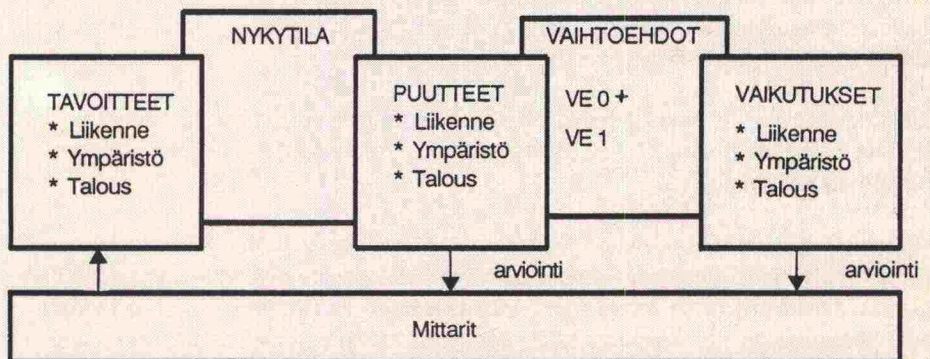 NYKYTILA
VAIHTOEHDOT
TAVOITTEET
* Liikenne
* Ympäristö
* Talous
PUUTTEET
* Liikenne
* Ympäristö
* Talous
VE 0 +
VE 1
VAIKUTUKSET
* Liikenne
* Ympäristö
* Talous
arviointi
arviointi
Mittarit